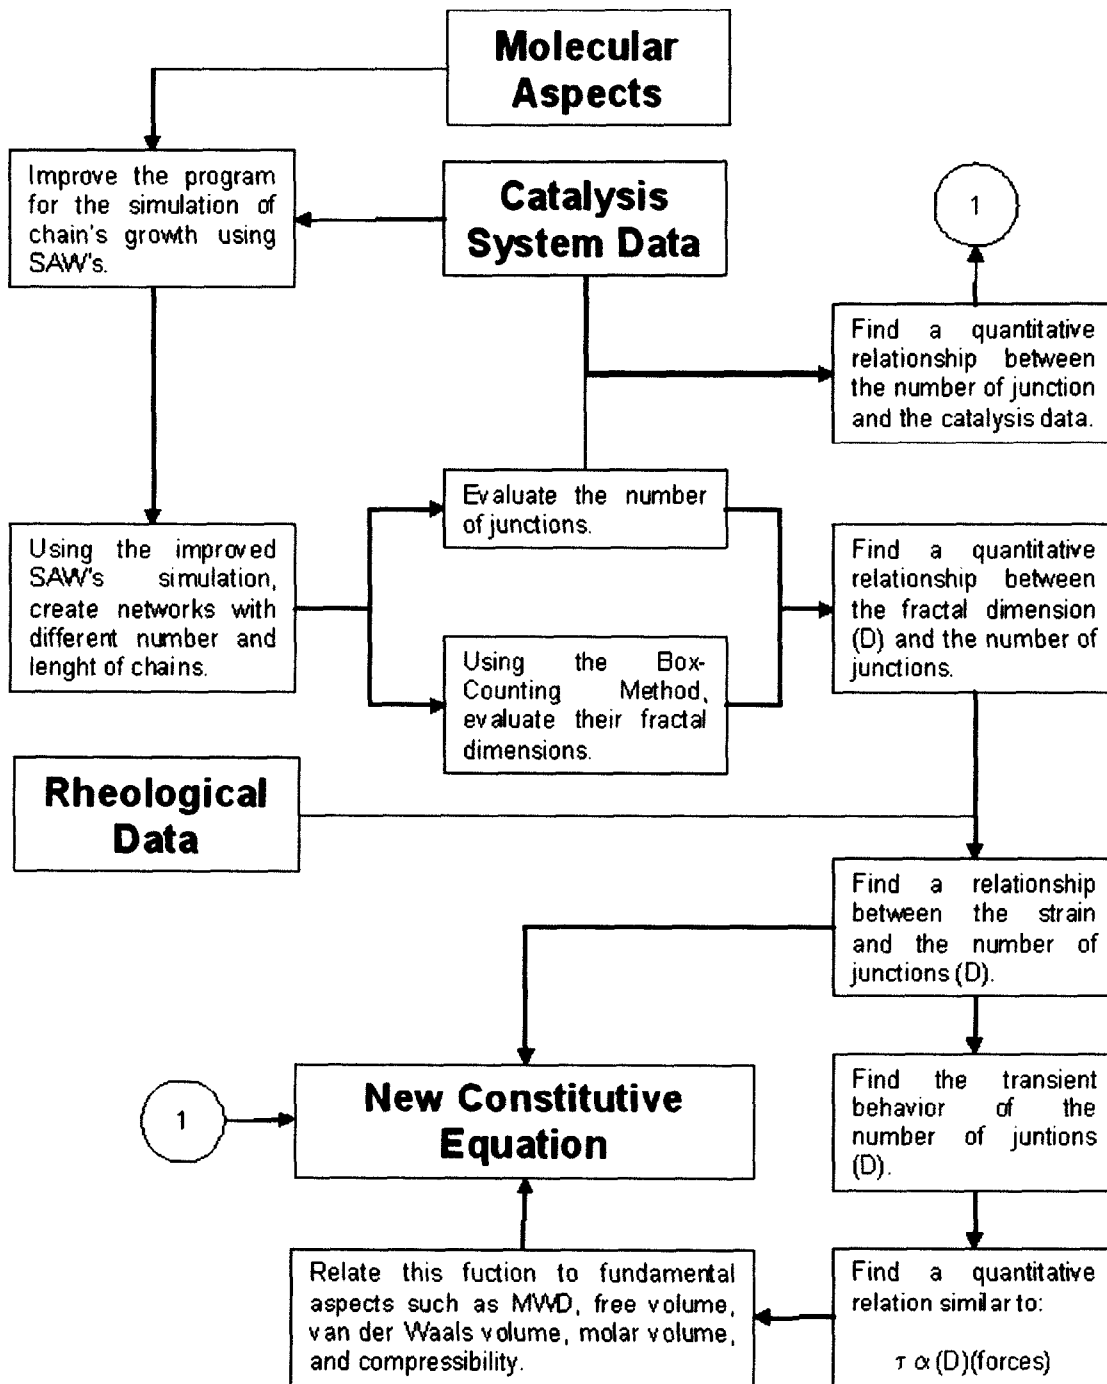 Molecular
Aspects
Improve the program
for the simulation of
chain's growth using
SAW's.
Catalysis
System Data
1
Find a quantitative
relationship between
the number of junction
and the catalysis data.
Evaluate the number
of junctions.
Using the improved
SAW's simulation,
create networks with
different number and
lenght of chains.
Find a quantitative
relationship between
the fractal dimension
(D) and the number of
junctions.
Using the Box-
Counting Method,
evaluate their fractal
dimensions.
Rheological
Data
Find a relationship
between the strain
and the number of
junctions (D).
1
New Constitutive
Equation
Find the transient
behavior of the
number of juntions
(D).
Relate this fuction to fundamental
aspects such as MWD, free volume,
van der Waals volume, molar volume,
and compressibility.
Find a quantitative
relation similar to:
τ α (D)(forces)